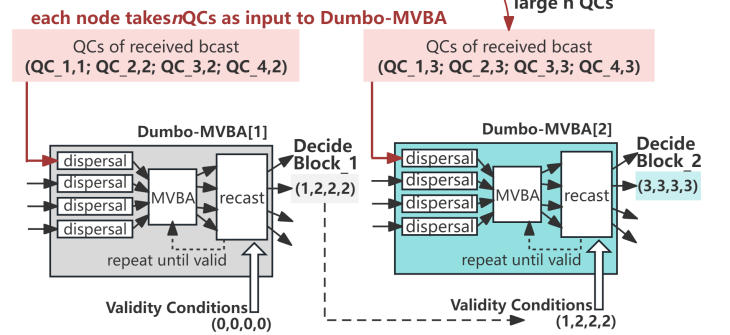 each node takes n QCs as input to Dumbo-MVBA
large n QCs
QCs of received bcast
(QC_1,1; QC_2,2; QC_3,2; QC_4,2)
QCs of received bcast
(QC_1,3; QC_2,3; QC_3,3; QC_4,3)
Dumbo-MVBA[1]
dispersal
dispersal
dispersal
dispersal
MVBA
recast
repeat until valid
Decide
Block_1
(1,2,2,2)
Validity Conditions
(0,0,0,0)
Dumbo-MVBA[2]
dispersal
dispersal
dispersal
dispersal
MVBA
recast
repeat until valid
Decide
Block_2
(3,3,3,3)
Validity Conditions
(1,2,2,2)